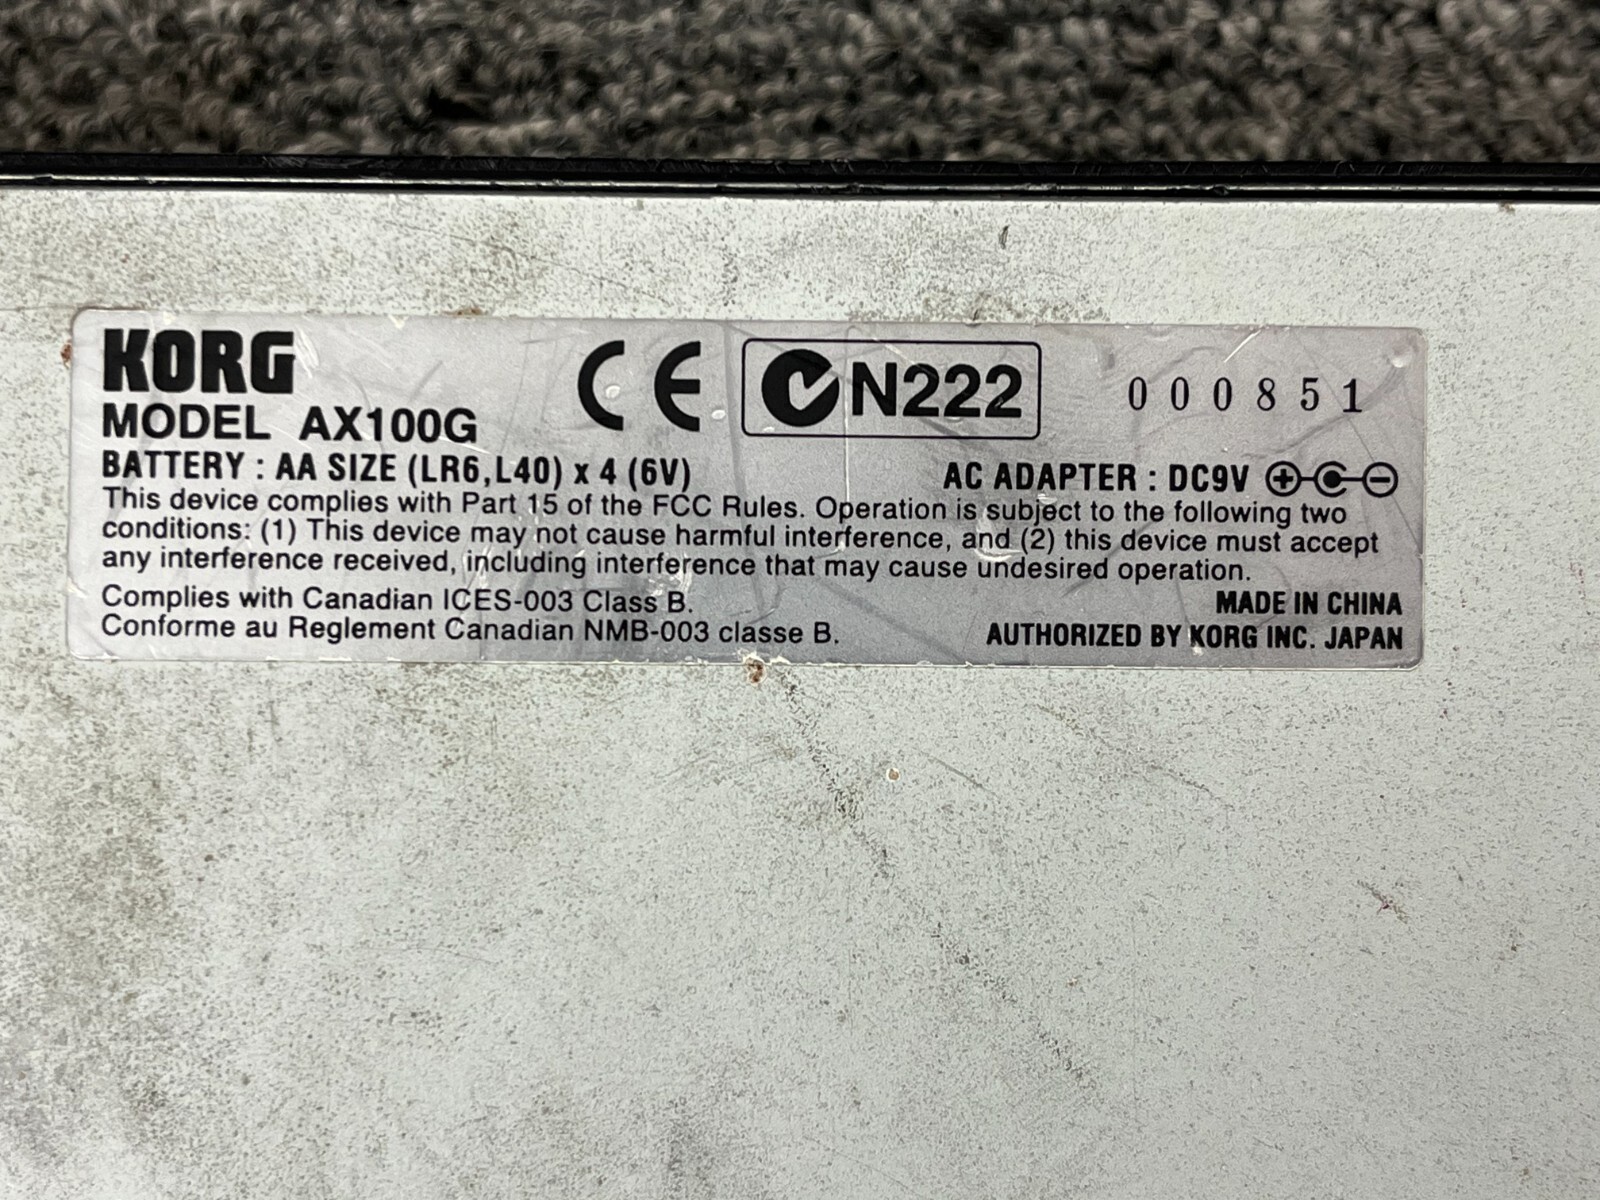 KORG
MODEL AX100G
CE N222 000851
BATTERY : AA SIZE (LR6,L40) x 4 (6V)
AC ADAPTER : DC9V
This device complies with Part 15 of the FCC Rules. Operation is subject to the following two
conditions: (1) This device may not cause harmful interference, and (2) this device must accept
any interference received, including interference that may cause undesired operation.
Complies with Canadian ICES-003 Class B.
Conforme au Reglement Canadian NMB-003 classe B.
MADE IN CHINA
AUTHORIZED BY KORG INC. JAPAN